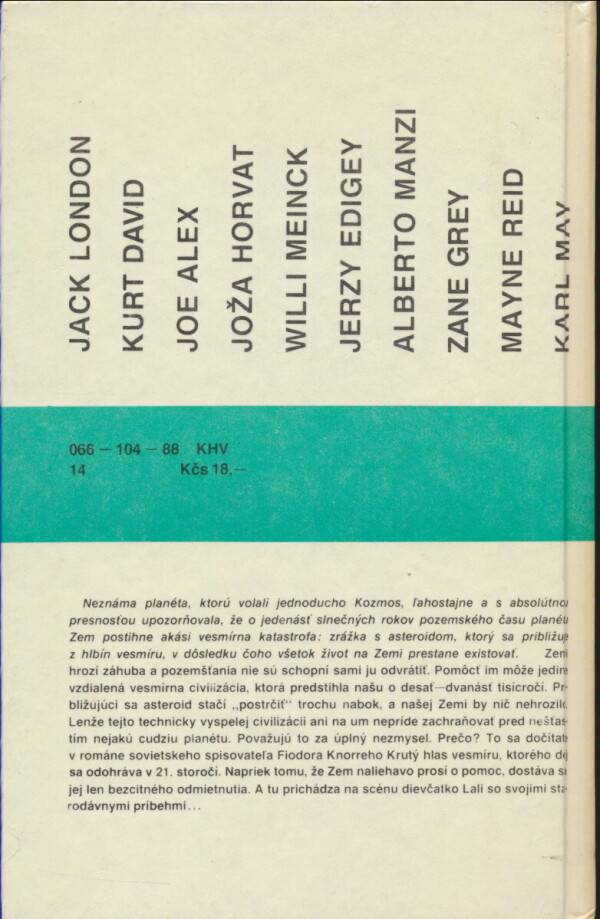 JACK LONDON
KURT DAVID
JOE ALEX
JOŽA HORVAT
WILLI MEINCK
JERZY EDIGEY
ALBERTO MANZI
ZANE GREY
MAYNE REID
KARL MAY
066 — 104 — 88 KHV
14 Kčs 18,—
Neznáma planéta, ktorú volali jednoducho Kozmos, ľahostajne a s absolútnou
presnosťou upozorňovala, že o jedenásť slnečných rokov pozemského času planétu
Zem postihne akási vesmírna katastrofa: zrážka s asteroidom, ktorý sa približuje
z hlbín vesmíru, v dôsledku čoho všetok život na Zemi prestane existovať. Zemi
hrozí záhuba a pozemšťania nie sú schopní sami ju odvrátiť. Pomôcť im môže jedine
vzdialená vesmírna civilizácia, ktorá predstihla našu o desať—dvanásť tisícročí. Pri-
bližujúci sa asteroid stačí „postrčiť" trochu nabok, a našej Zemi by nič nehrozilo.
Lenže tejto technicky vyspelej civilizácii ani na um nepríde zachraňovať pred nešťas-
tím nejakú cudziu planétu. Považujú to za úplný nezmysel. Prečo? To sa dočítate
v románe sovietskeho spisovateľa Fiodora Knorreho Krutý hlas vesmíru, ktorého dej
sa odohráva v 21. storočí. Napriek tomu, že Zem naliehavo prosí o pomoc, dostáva sa
jej len bezcitného odmietnutia. A tu prichádza na scénu dievčatko Lali so svojimi sta-
rodávnymi príbehmi...